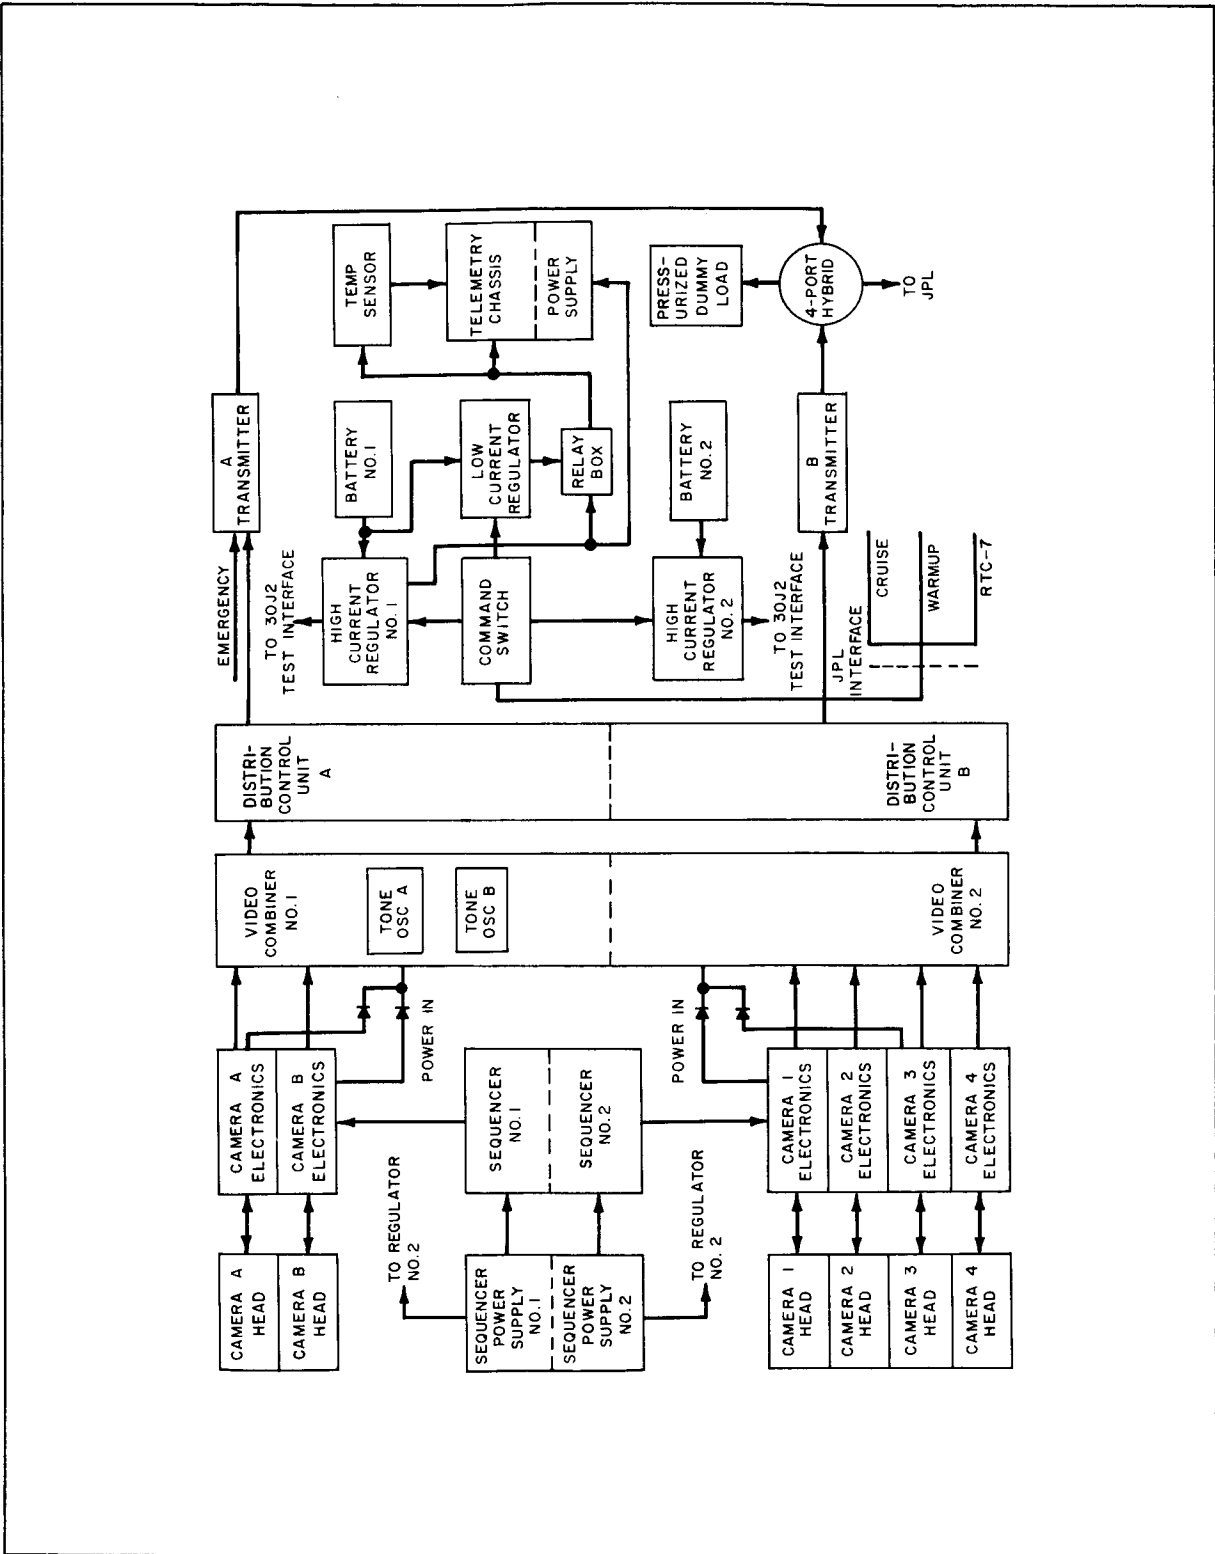 CAMERA A
HEAD
CAMERA B
HEAD
CAMERA A
ELECTRONICS
CAMERA B
ELECTRONICS
TO REGULATOR
NO.2
SEQUENCER
POWER
SUPPLY
NO.1
SEQUENCER
POWER
SUPPLY
NO.2
SEQUENCER
NO.1
SEQUENCER
NO.2
TO REGULATOR
NO. 2
CAMERA 1
HEAD
CAMERA 2
HEAD
CAMERA 3
HEAD
CAMERA 4
HEAD
CAMERA 1
ELECTRONICS
CAMERA 2
ELECTRONICS
CAMERA 3
ELECTRONICS
CAMERA 4
ELECTRONICS
POWER IN
POWER IN
VIDEO
COMBINER
NO.1
TONE
OSC A
TONE
OSC B
VIDEO
COMBINER
NO.2
DISTRI-
BUTION
CONTROL
UNIT
A
DISTRI-
BUTION
CONTROL
UNIT
B
EMERGENCY
A
TRANSMITTER
TO 30J2
TEST INTERFACE
HIGH
CURRENT
REGULATOR
NO.1
BATTERY
NO.1
TEMP
SENSOR
COMMAND
SWITCH
LOW
CURRENT
REGULATOR
TELEMETRY
CHASSIS
POWER
SUPPLY
RELAY
BOX
HIGH
CURRENT
REGULATOR
NO.2
BATTERY
NO.2
PRESS-
URIZED
DUMMY
LOAD
TO 30J2
TEST INTERFACE
B
TRANSMITTER
4-PORT
HYBRID
TO
JPL
JPL
INTERFACE
CRUISE
WARMUP
RTC-7